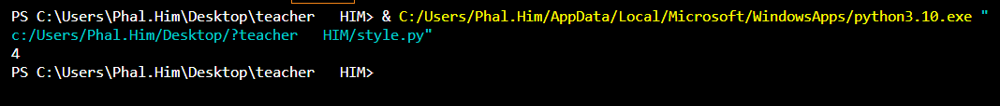 PS C:\Users\Phal.Him\Desktop\teacher   HIM> & C:/Users/Phal.Him/AppData/Local/Microsoft/WindowsApps/python3.10.exe "
c:/Users/Phal.Him/Desktop/?teacher   HIM/style.py"
4
PS C:\Users\Phal.Him\Desktop\teacher   HIM>